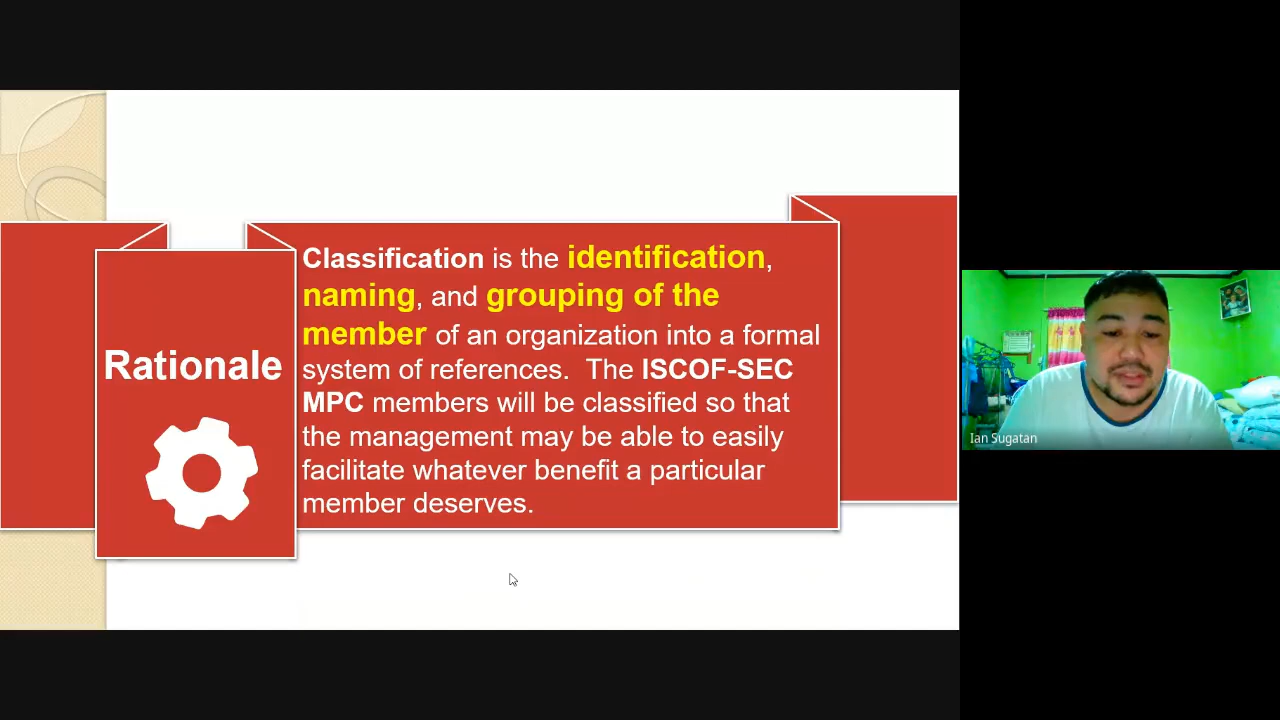 Rationale
Classification is the identification,
naming, and grouping of the
member of an organization into a formal
system of references. The ISCOF-SEC
MPC members will be classified so that
the management may be able to easily
facilitate whatever benefit a particular
member deserves.
Ian Sugatan